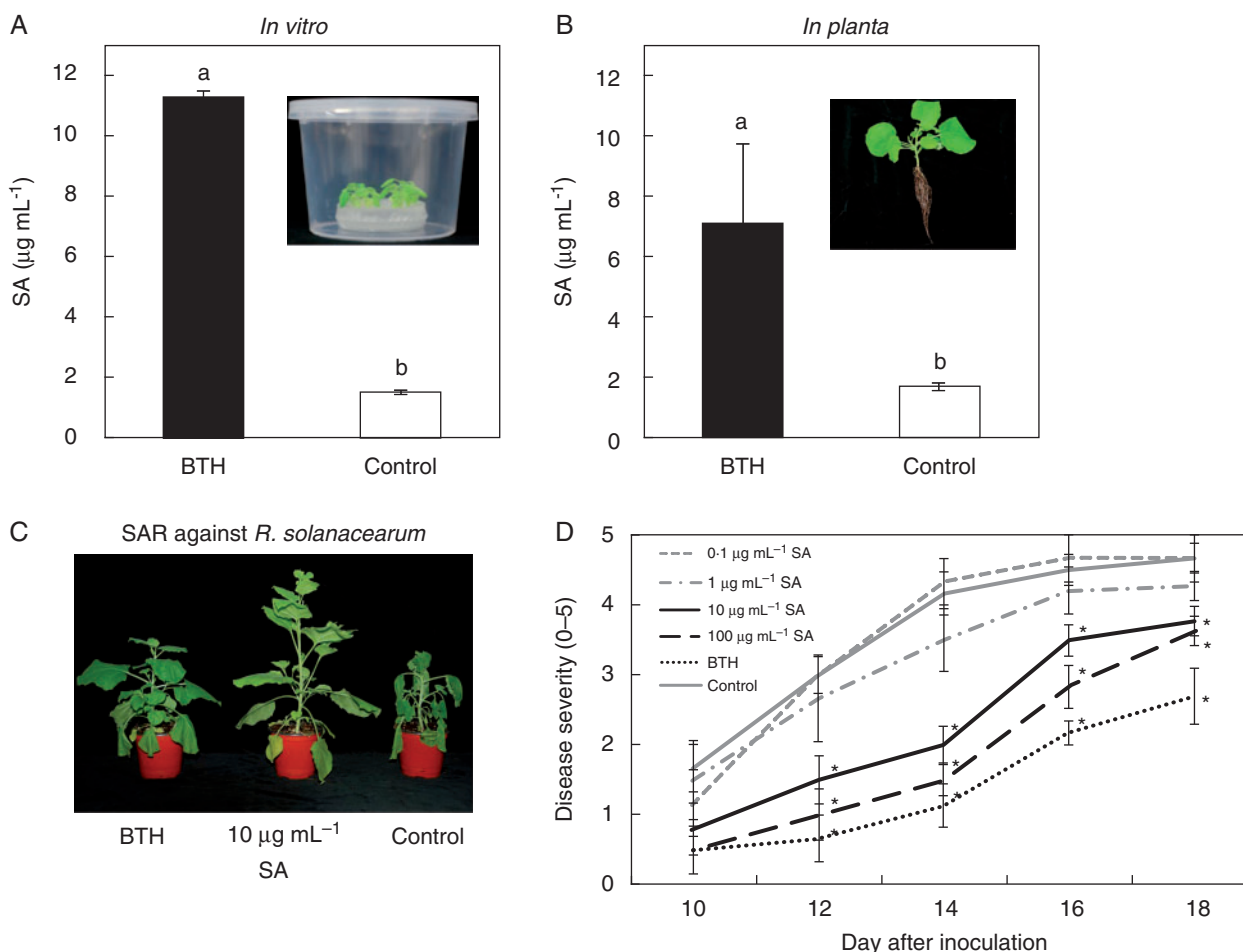 A
In vitro
SA (µg mL⁻¹)
12
10
8
6
4
2
0
a
b
BTH
Control
B
In planta
SA (µg mL⁻¹)
12
10
8
6
4
2
0
a
b
BTH
Control
C
SAR against R. solanacearum
BTH
10 µg mL⁻¹
SA
Control
D
Disease severity (0–5)
5
4
3
2
1
0
0·1 µg mL⁻¹ SA
1 µg mL⁻¹ SA
10 µg mL⁻¹ SA
100 µg mL⁻¹ SA
BTH
Control
* * * *
* * * *
* * * *
10 12 14 16 18
Day after inoculation